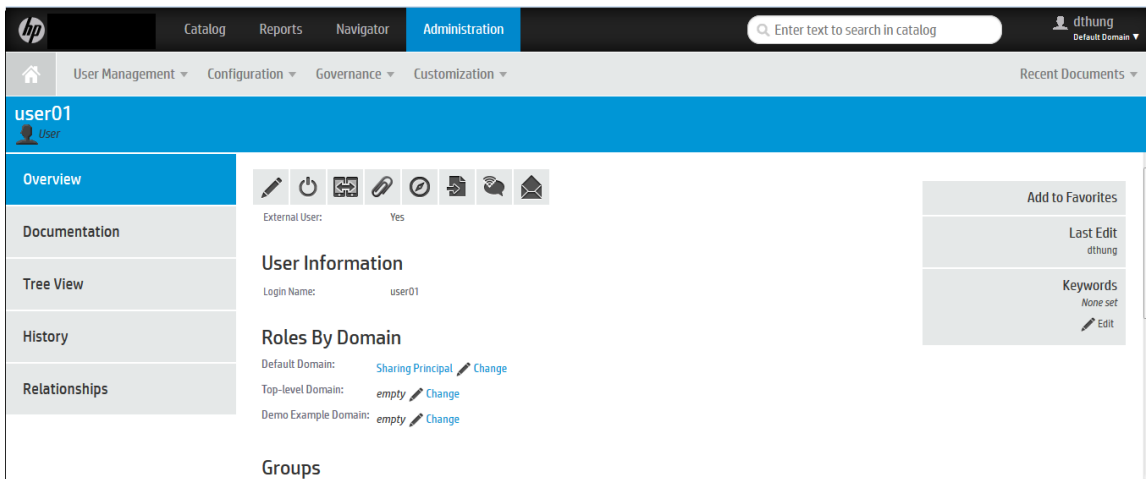 hp
Catalog Reports Navigator Administration Enter text to search in catalog dthung
Default Domain ▼
User Management Configuration Governance Customization Recent Documents
user01
User
Overview
Documentation
Tree View
History
Relationships
External User: Yes
User Information
Login Name: user01
Roles By Domain
Default Domain: Sharing Principal Change
Top-level Domain: empty Change
Demo Example Domain: empty Change
Groups
Add to Favorites
Last Edit
dthung
Keywords
None set
Edit